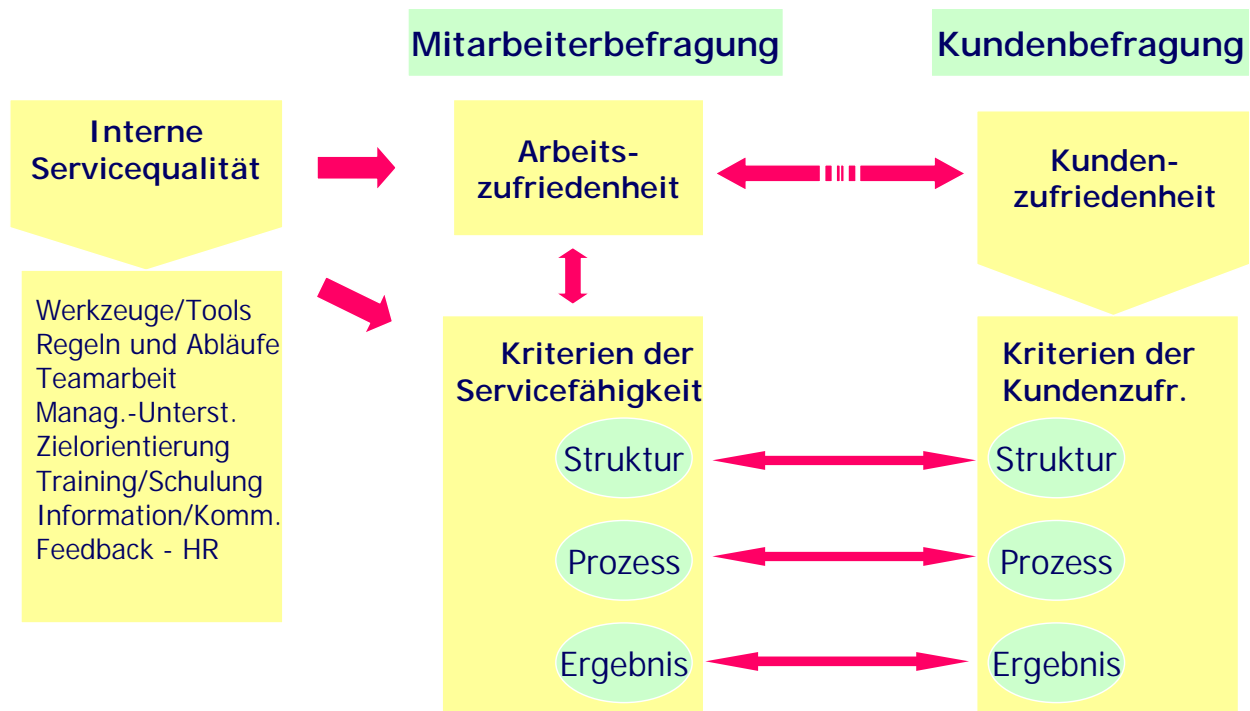 Mitarbeiterbefragung
Kundenbefragung
Interne
Servicequalität
Werkzeuge/Tools
Regeln und Abläufe
Teamarbeit
Manag.-Unterst.
Zielorientierung
Training/Schulung
Information/Komm.
Feedback - HR
Arbeits-
zufriedenheit
Kriterien der
Servicefähigkeit
Struktur
Prozess
Ergebnis
Kunden-
zufriedenheit
Kriterien der
Kundenzufr.
Struktur
Prozess
Ergebnis